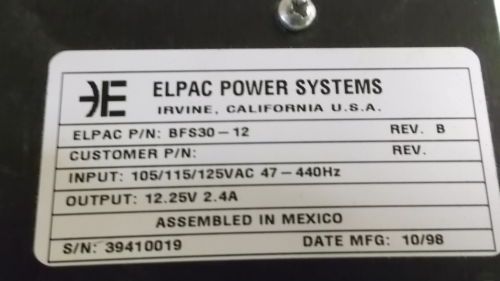 ELPAC POWER SYSTEMS
IRVINE, CALIFORNIA U.S.A.
ELPAC P/N: BFS30-12 REV. B
CUSTOMER P/N: REV.
INPUT: 105/115/125VAC 47-440Hz
OUTPUT: 12.25V 2.4A
ASSEMBLED IN MEXICO
S/N: 39410019 DATE MFG: 10/98